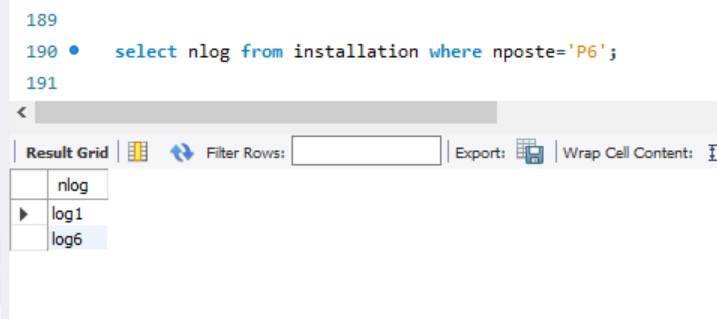 189
190 select nlog from installation where nposte='P6';
191
Result Grid Filter Rows: Export: Wrap Cell Content:
nlog
log1
log6